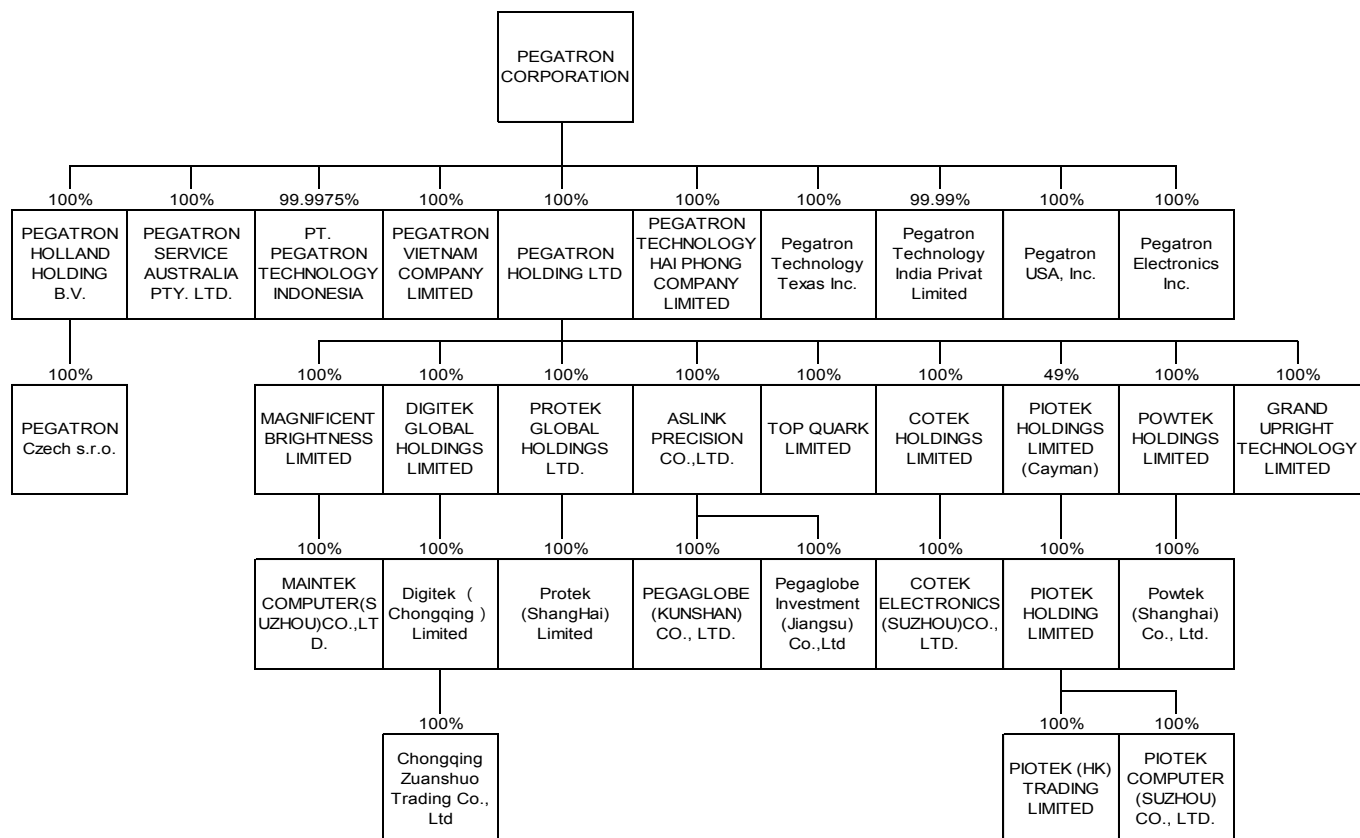 PEGATRON
CORPORATION
100%
100%
99.9975%
100%
100%
100%
100%
99.99%
100%
100%
PEGATRON
HOLLAND
HOLDING
B.V.
PEGATRON
SERVICE
AUSTRALIA
PTY. LTD.
PT.
PEGATRON
TECHNOLOGY
INDONESIA
PEGATRON
VIETNAM
COMPANY
LIMITED
PEGATRON
HOLDING LTD
PEGATRON
TECHNOLOGY
HAI PHONG
COMPANY
LIMITED
Pegatron
Technology
Texas Inc.
Pegatron
Technology
India Privat
Limited
Pegatron
USA, Inc.
Pegatron
Electronics
Inc.
100%
100%
100%
100%
100%
100%
100%
49%
100%
100%
PEGATRON
Czech s.r.o.
MAGNIFICENT
BRIGHTNESS
LIMITED
DIGITEK
GLOBAL
HOLDINGS
LIMITED
PROTEK
GLOBAL
HOLDINGS
LTD.
ASLINK
PRECISION
CO.,LTD.
TOP QUARK
LIMITED
COTEK
HOLDINGS
LIMITED
PIOTEK
HOLDINGS
LIMITED
(Cayman)
POWTEK
HOLDINGS
LIMITED
GRAND
UPRIGHT
TECHNOLOGY
LIMITED
100%
100%
100%
100%
100%
100%
100%
100%
MAINTEK
COMPUTER(S
UZHOU)CO.,LT
D.
Digitek （
Chongqing ）
Limited
Protek
(ShangHai)
Limited
PEGAGLOBE
(KUNSHAN)
CO., LTD.
Pegaglobe
Investment
(Jiangsu)
Co.,Ltd
COTEK
ELECTRONICS
(SUZHOU)CO.,
LTD.
PIOTEK
HOLDING
LIMITED
Powtek
(Shanghai)
Co., Ltd.
100%
100%
100%
Chongqing
Zuanshuo
Trading Co.,
Ltd
PIOTEK (HK)
TRADING
LIMITED
PIOTEK
COMPUTER
(SUZHOU)
CO., LTD.